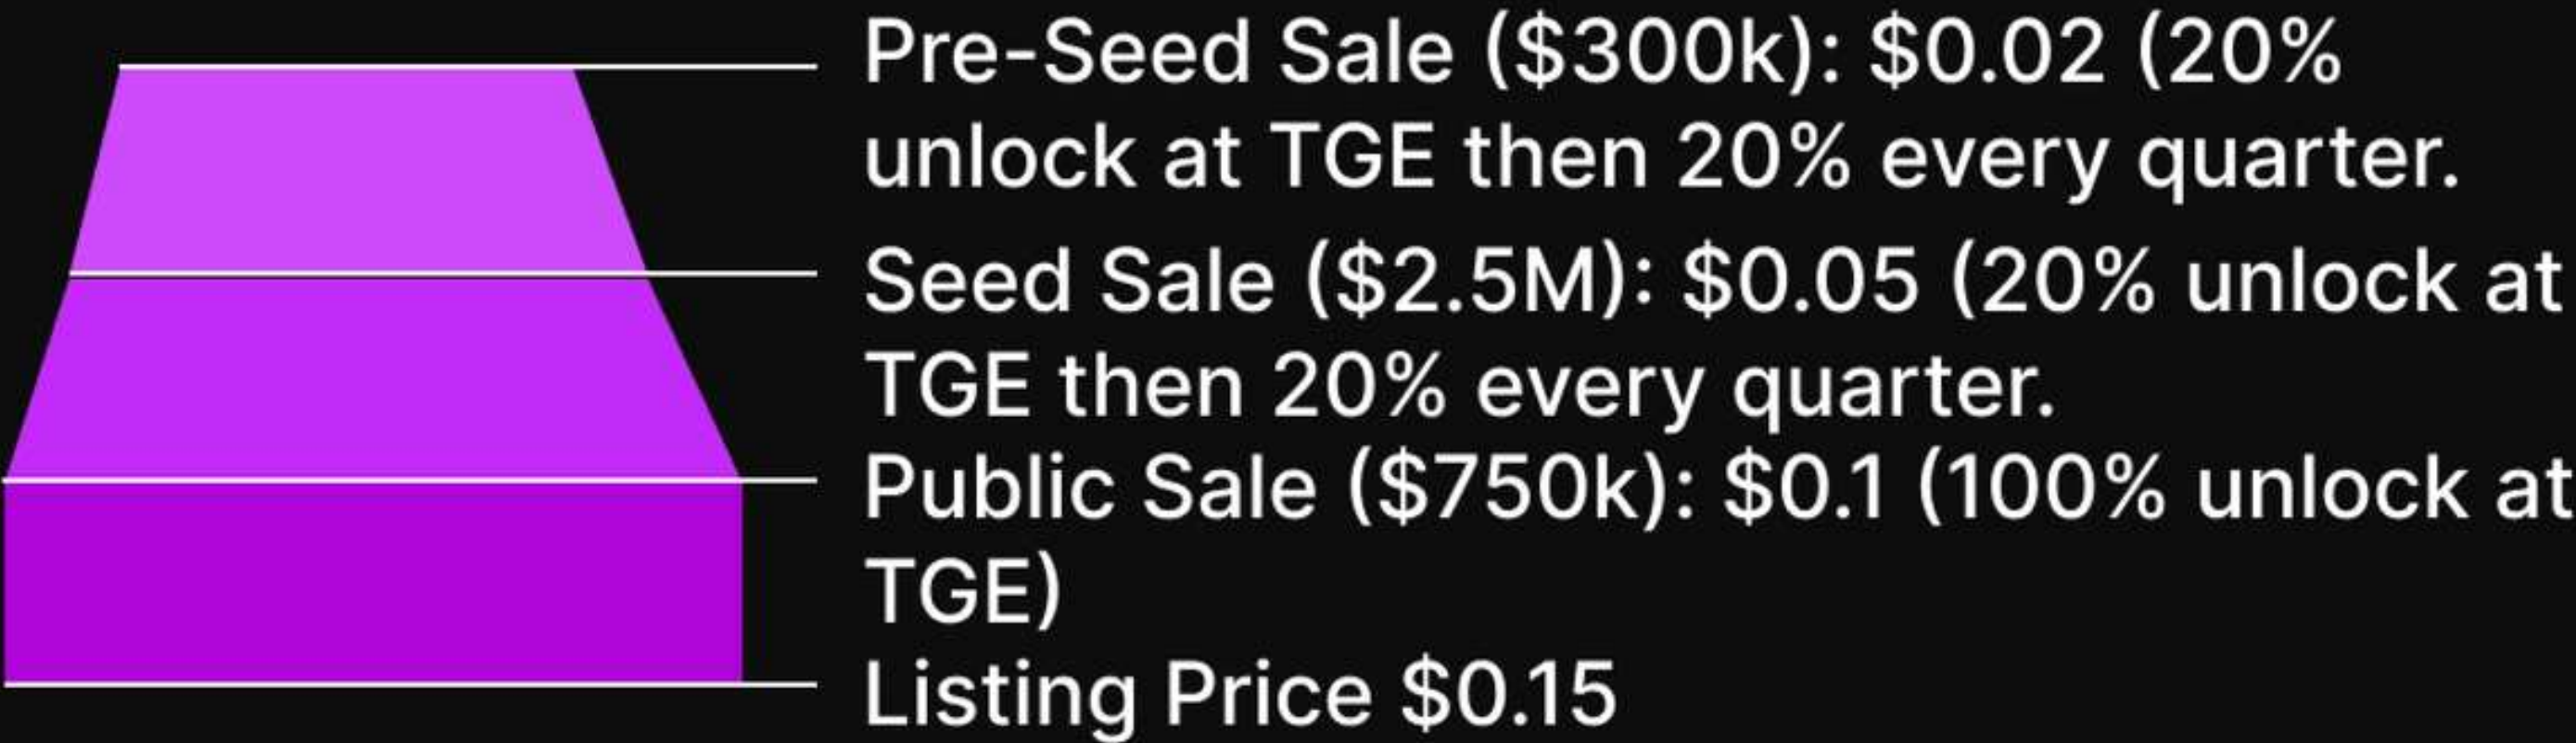 Pre-Seed Sale ($300k): $0.02 (20%
unlock at TGE then 20% every quarter.
Seed Sale ($2.5M): $0.05 (20% unlock at
TGE then 20% every quarter.
Public Sale ($750k): $0.1 (100% unlock at
TGE)
Listing Price $0.15